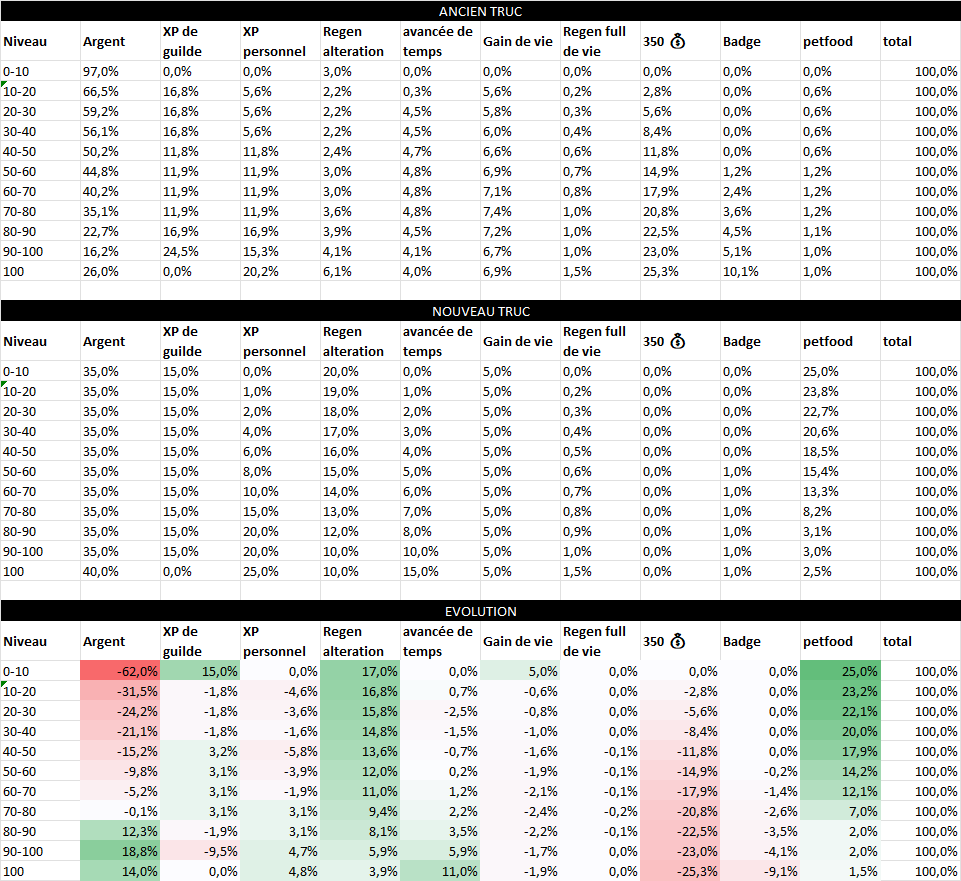 ANCIEN TRUC
Niveau Argent XP de guilde XP personnel Regen alteration avancée de temps Gain de vie Regen full de vie 350 💰 Badge petfood total
0-10 97,0% 0,0% 0,0% 3,0% 0,0% 0,0% 0,0% 0,0% 0,0% 0,0% 100,0%
10-20 66,5% 16,8% 5,6% 2,2% 0,3% 5,6% 0,2% 2,8% 0,0% 0,6% 100,0%
20-30 59,2% 16,8% 5,6% 2,2% 4,5% 5,8% 0,3% 5,6% 0,0% 0,6% 100,0%
30-40 56,1% 16,8% 5,6% 2,2% 4,5% 6,0% 0,4% 8,4% 0,0% 0,6% 100,0%
40-50 50,2% 11,8% 11,8% 2,4% 4,7% 6,6% 0,6% 11,8% 0,0% 0,6% 100,0%
50-60 44,8% 11,9% 11,9% 3,0% 4,8% 6,9% 0,7% 14,9% 1,2% 1,2% 100,0%
60-70 40,2% 11,9% 11,9% 3,0% 4,8% 7,1% 0,8% 17,9% 2,4% 1,2% 100,0%
70-80 35,1% 11,9% 11,9% 3,6% 4,8% 7,4% 1,0% 20,8% 3,6% 1,2% 100,0%
80-90 22,7% 16,9% 16,9% 3,9% 4,5% 7,2% 1,0% 22,5% 4,5% 1,1% 100,0%
90-100 16,2% 24,5% 15,3% 4,1% 4,1% 6,7% 1,0% 23,0% 5,1% 1,0% 100,0%
100 26,0% 0,0% 20,2% 6,1% 4,0% 6,9% 1,5% 25,3% 10,1% 1,0% 100,0%
NOUVEAU TRUC
Niveau Argent XP de guilde XP personnel Regen alteration avancée de temps Gain de vie Regen full de vie 350 💰 Badge petfood total
0-10 35,0% 15,0% 0,0% 20,0% 0,0% 5,0% 0,0% 0,0% 0,0% 25,0% 100,0%
10-20 35,0% 15,0% 1,0% 19,0% 1,0% 5,0% 0,2% 0,0% 0,0% 23,8% 100,0%
20-30 35,0% 15,0% 2,0% 18,0% 2,0% 5,0% 0,3% 0,0% 0,0% 22,7% 100,0%
30-40 35,0% 15,0% 4,0% 17,0% 3,0% 5,0% 0,4% 0,0% 0,0% 20,6% 100,0%
40-50 35,0% 15,0% 6,0% 16,0% 4,0% 5,0% 0,5% 0,0% 0,0% 18,5% 100,0%
50-60 35,0% 15,0% 8,0% 15,0% 5,0% 5,0% 0,6% 0,0% 1,0% 15,4% 100,0%
60-70 35,0% 15,0% 10,0% 14,0% 6,0% 5,0% 0,7% 0,0% 1,0% 13,3% 100,0%
70-80 35,0% 15,0% 15,0% 13,0% 7,0% 5,0% 0,8% 0,0% 1,0% 8,2% 100,0%
80-90 35,0% 15,0% 20,0% 12,0% 8,0% 5,0% 0,9% 0,0% 1,0% 3,1% 100,0%
90-100 35,0% 15,0% 20,0% 10,0% 10,0% 5,0% 1,0% 0,0% 1,0% 3,0% 100,0%
100 40,0% 0,0% 25,0% 10,0% 15,0% 5,0% 1,5% 0,0% 1,0% 2,5% 100,0%
EVOLUTION
Niveau Argent XP de guilde XP personnel Regen alteration avancée de temps Gain de vie Regen full de vie 350 💰 Badge petfood total
0-10 -62,0% 15,0% 0,0% 17,0% 0,0% 5,0% 0,0% 0,0% 0,0% 25,0% 100,0%
10-20 -31,5% -1,8% -4,6% 16,8% 0,7% -0,6% 0,0% -2,8% 0,0% 23,2% 100,0%
20-30 -24,2% -1,8% -3,6% 15,8% -2,5% -0,8% 0,0% -5,6% 0,0% 22,1% 100,0%
30-40 -21,1% -1,8% -1,6% 14,8% -1,5% -1,0% 0,0% -8,4% 0,0% 20,0% 100,0%
40-50 -15,2% 3,2% -5,8% 13,6% -0,7% -1,6% -0,1% -11,8% 0,0% 17,9% 100,0%
50-60 -9,8% 3,1% -3,9% 12,0% 0,2% -1,9% -0,1% -14,9% -0,2% 14,2% 100,0%
60-70 -5,2% 3,1% -1,9% 11,0% 1,2% -2,1% -0,1% -17,9% -1,4% 12,1% 100,0%
70-80 -0,1% 3,1% 3,1% 9,4% 2,2% -2,4% -0,2% -20,8% -2,6% 7,0% 100,0%
80-90 12,3% -1,9% 3,1% 8,1% 3,5% -2,2% -0,1% -22,5% -3,5% 2,0% 100,0%
90-100 18,8% -9,5% 4,7% 5,9% 5,9% -1,7% 0,0% -23,0% -4,1% 2,0% 100,0%
100 14,0% 0,0% 4,8% 3,9% 11,0% -1,9% 0,0% -25,3% -9,1% 1,5% 100,0%